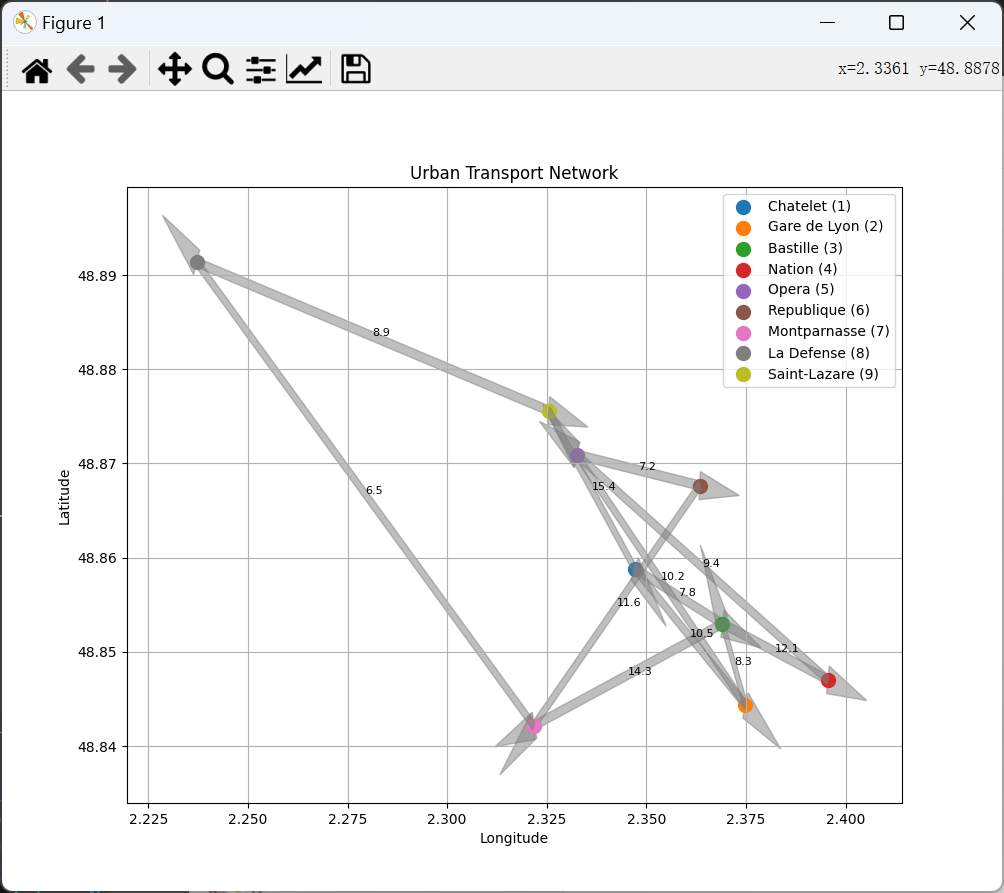 Figure 1
x=2.3361 y=48.8878
Urban Transport Network
Chatelet (1)
Gare de Lyon (2)
Bastille (3)
Nation (4)
Opera (5)
Republique (6)
Montparnasse (7)
La Defense (8)
Saint-Lazare (9)
48.89
48.88
48.87
48.86
48.85
48.84
Latitude
8.9
7.2
15.4
6.5
9.4
10.2
7.8
11.6
10.5
12.1
8.3
14.3
2.225
2.250
2.275
2.300
2.325
2.350
2.375
2.400
Longitude